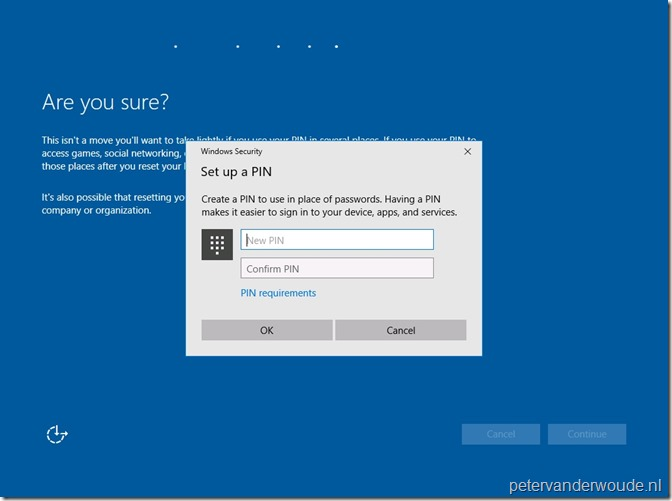 Are you sure?
This isn't a move you'll want to take lightly if you use your PIN in several places. If you use your PIN to
access games, social networking,
those places after you reset your
It's also possible that resetting
company or organization.
Windows Security
Set up a PIN
Create a PIN to use in place of passwords. Having a PIN
makes it easier to sign in to your device, apps, and services.
New PIN
Confirm PIN
PIN requirements
OK
Cancel
Cancel
Continue
petervanderwoude.nl